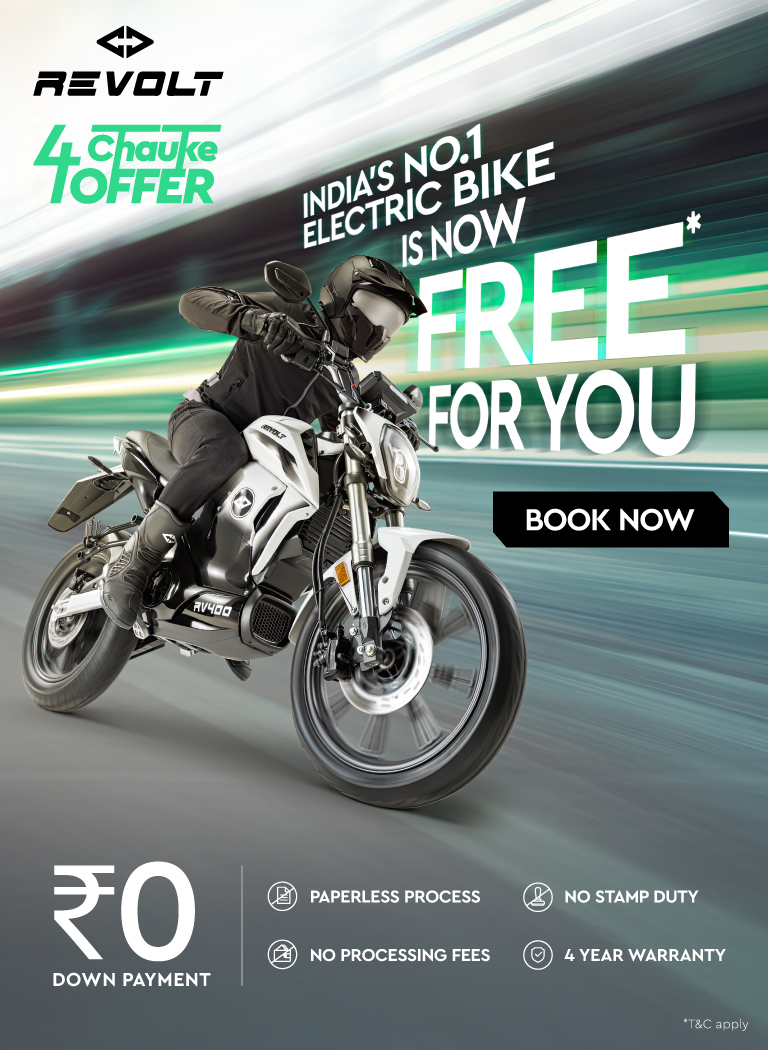 REVOLT
4 Chauke
OFFER
INDIA'S NO.1
ELECTRIC BIKE
IS NOW
FREE*
FOR YOU
BOOK NOW
REVOLT
RV400
₹0
DOWN PAYMENT
PAPERLESS PROCESS
NO STAMP DUTY
NO PROCESSING FEES
4 YEAR WARRANTY
*T&C apply